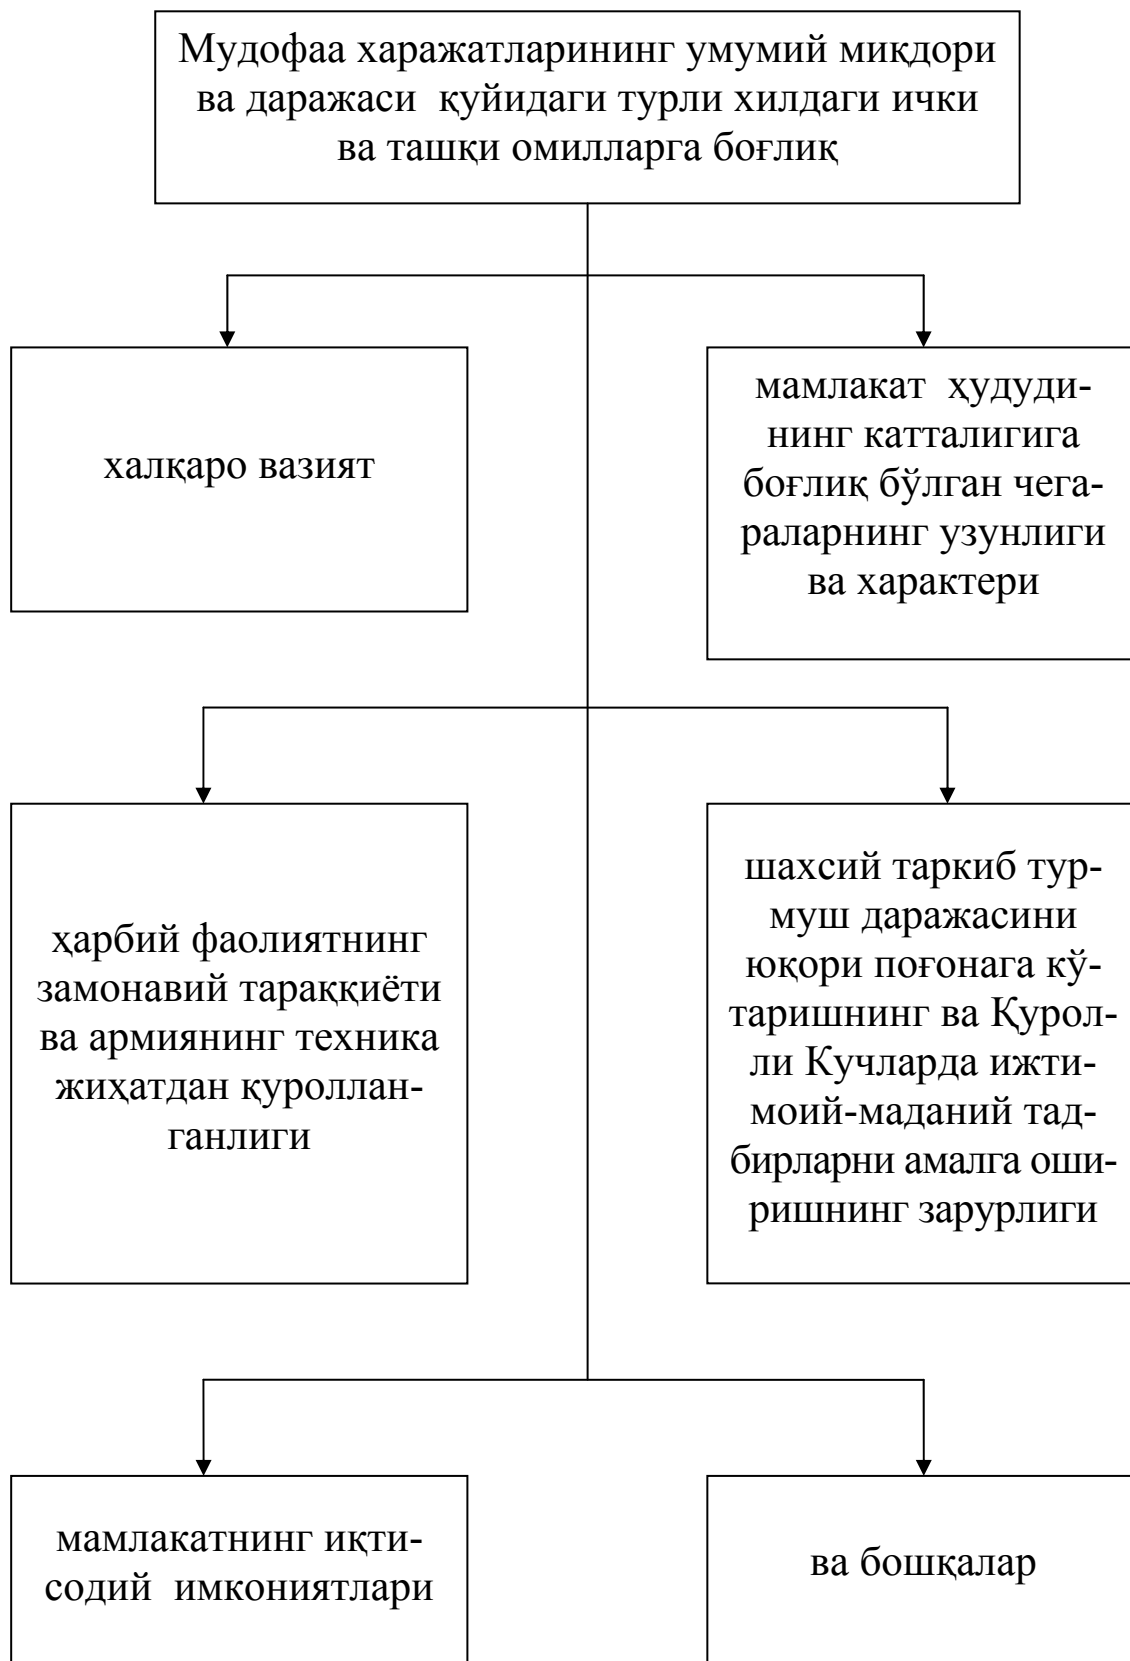 Мудофаа харажатларининг умумий миқдори
ва даражаси қуйидаги турли хилдаги ички
ва ташқи омилларга боғлиқ
халқаро вазият
мамлакат ҳудуди-
нинг катталигига
боғлиқ бўлган чега-
раларнинг узунлиги
ва характери
ҳарбий фаолиятнинг
замонавий тараққиёти
ва армиянинг техника
жиҳатдан қуроллан-
ганлиги
шахсий таркиб тур-
муш даражасини
юқори поғонага кў-
таришнинг ва Қурол-
ли Кучларда ижти-
моий-маданий тад-
бирларни амалга оши-
ришнинг зарурлиги
мамлакатнинг иқти-
содий имкониятлари
ва бошқалар